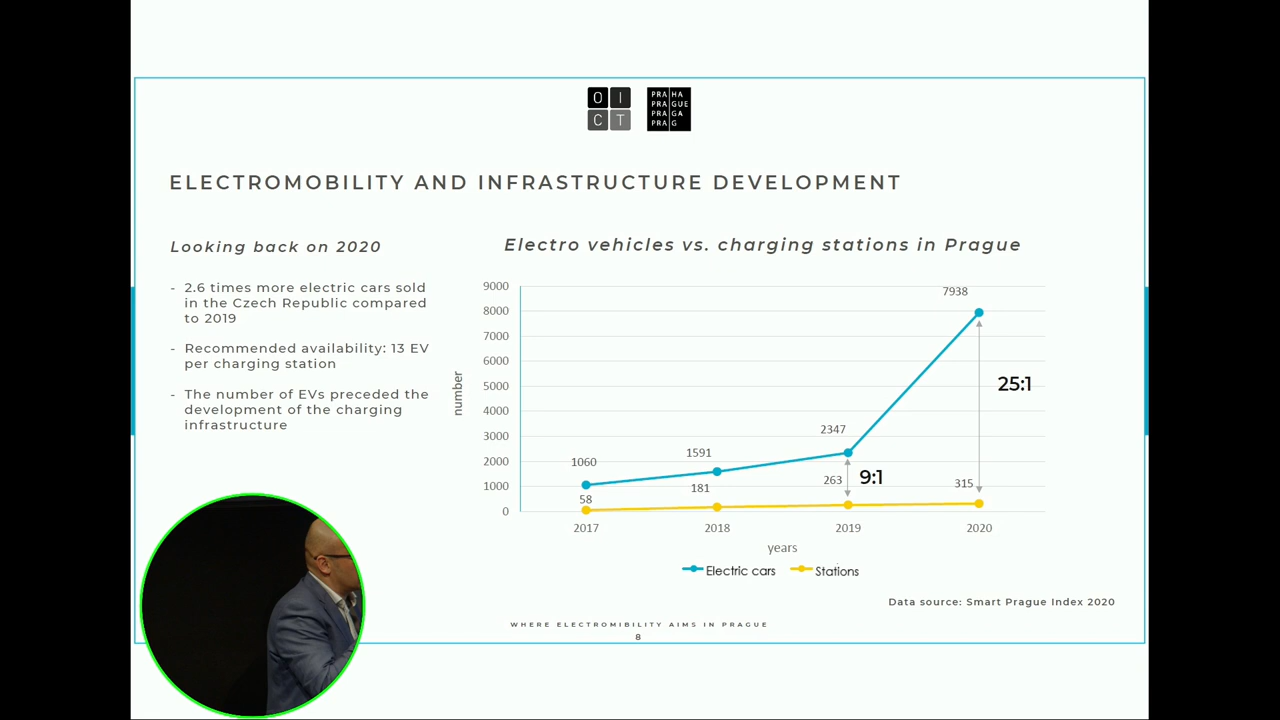 O I
C T
PRA HA
PRA GUE
PRA GA
PRA G
ELECTROMOBILITY AND INFRASTRUCTURE DEVELOPMENT
Looking back on 2020
- 2.6 times more electric cars sold
in the Czech Republic compared
to 2019
- Recommended availability: 13 EV
per charging station
- The number of EVs preceded the
development of the charging
infrastructure
Electro vehicles vs. charging stations in Prague
number
9000
8000
7000
6000
5000
4000
3000
2000
1000
0
1060
1591
2347
7938
58
181
263
315
9:1
25:1
2017 2018 2019 2020
years
Electric cars Stations
Data source: Smart Prague Index 2020
WHERE ELECTROMIBILITY AIMS IN PRAGUE
8